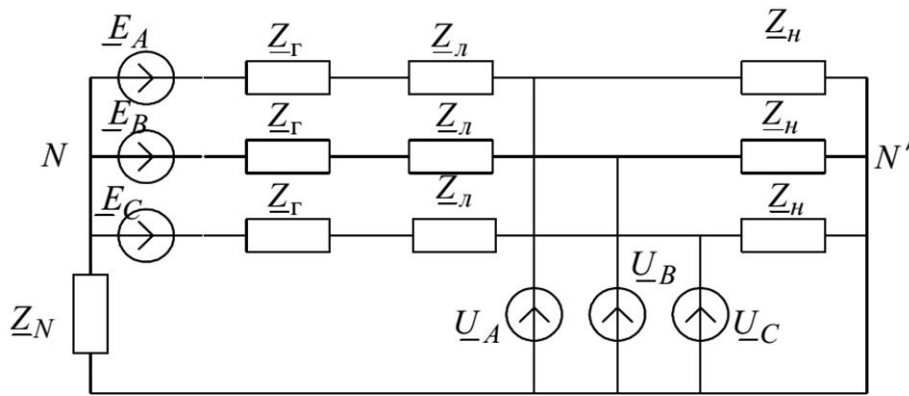 E_A Z_Г Z_л Z_н
E_B Z_Г Z_л Z_н
N N′
E_C Z_Г Z_л Z_н
Z_N U_A U_B U_C